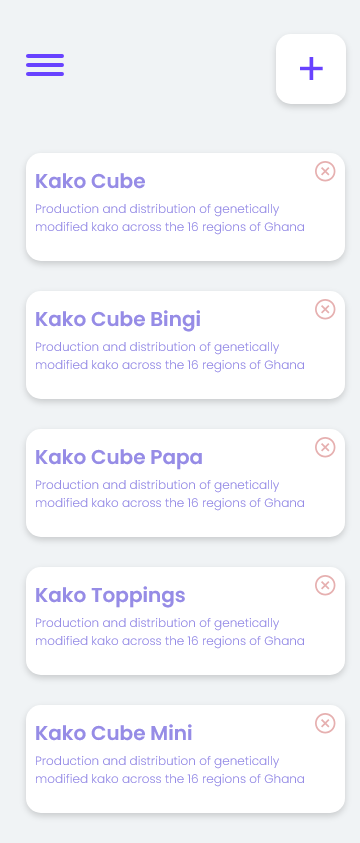 Kako Cube
Production and distribution of genetically
modified kako across the 16 regions of Ghana
Kako Cube Bingi
Production and distribution of genetically
modified kako across the 16 regions of Ghana
Kako Cube Papa
Production and distribution of genetically
modified kako across the 16 regions of Ghana
Kako Toppings
Production and distribution of genetically
modified kako across the 16 regions of Ghana
Kako Cube Mini
Production and distribution of genetically
modified kako across the 16 regions of Ghana